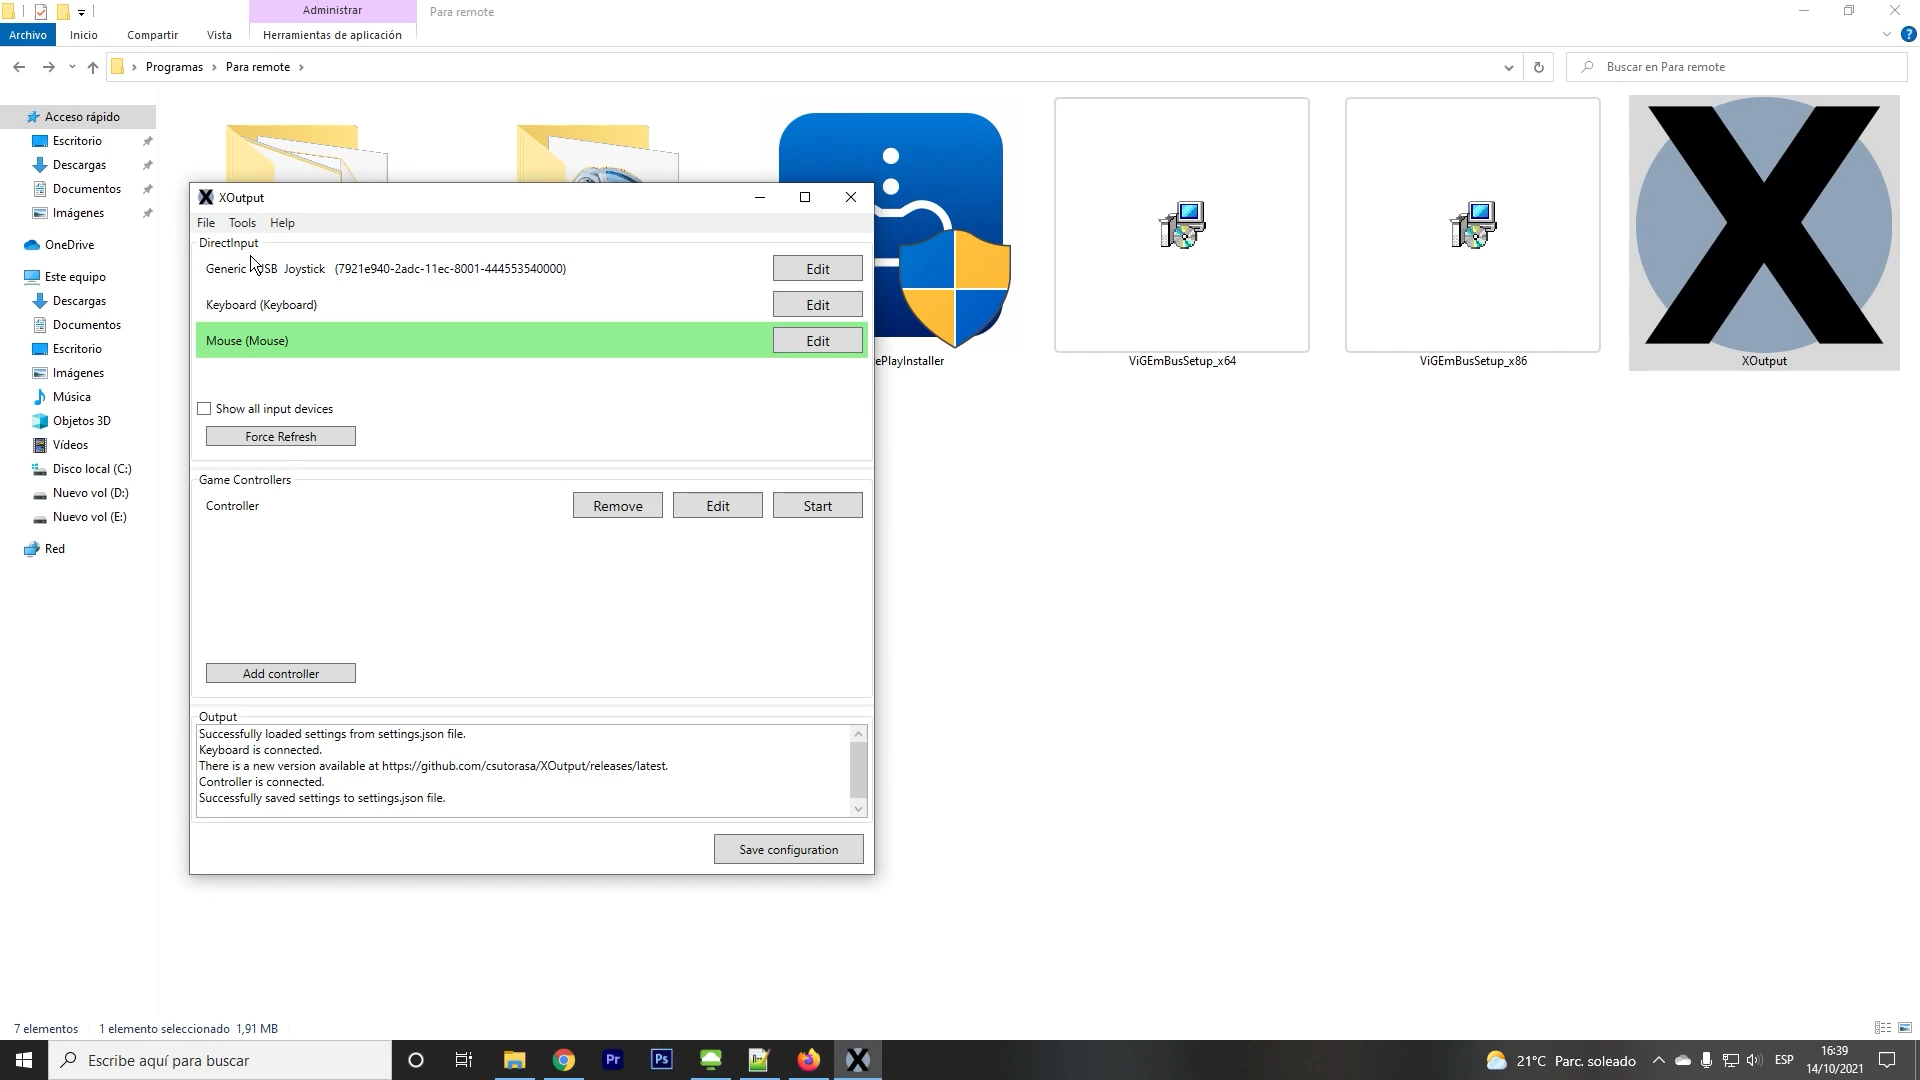 Administrar
Para remote
Archivo
Inicio
Compartir
Vista
Herramientas de aplicación
Programas
Para remote
Buscar en Para remote
Acceso rápido
Escritorio
Descargas
Documentos
Imágenes
OneDrive
Este equipo
Descargas
Documentos
Escritorio
Imágenes
Música
Objetos 3D
Vídeos
Disco local (C:)
Nuevo vol (D:)
Nuevo vol (E:)
Red
ePlayInstaller
ViGEmBusSetup_x64
ViGEmBusSetup_x86
XOutput
XOutput
File Tools Help
DirectInput
Generic USB Joystick (7921e940-2adc-11ec-8001-444553540000)
Edit
Keyboard (Keyboard)
Edit
Mouse (Mouse)
Edit
Show all input devices
Force Refresh
Game Controllers
Controller
Remove
Edit
Start
Add controller
Output
Successfully loaded settings from settings.json file.
Keyboard is connected.
There is a new version available at https://github.com/csutorasa/XOutput/releases/latest.
Controller is connected.
Successfully saved settings to settings.json file.
Save configuration
7 elementos
1 elemento seleccionado 1,91 MB
Escribe aquí para buscar
Pr
Ps
21°C Parc. soleado
ESP
16:39
14/10/2021